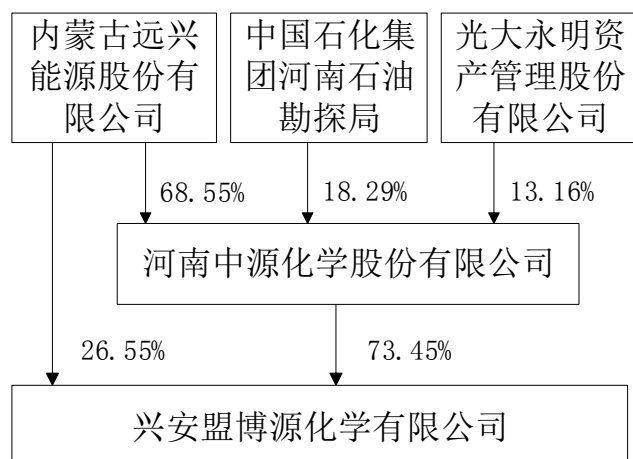 内蒙古远兴
能源股份有
限公司
中国石化集
团河南石油
勘探局
光大永明资
产管理股份
有限公司
68.55%
18.29%
13.16%
河南中源化学股份有限公司
26.55%
73.45%
兴安盟博源化学有限公司